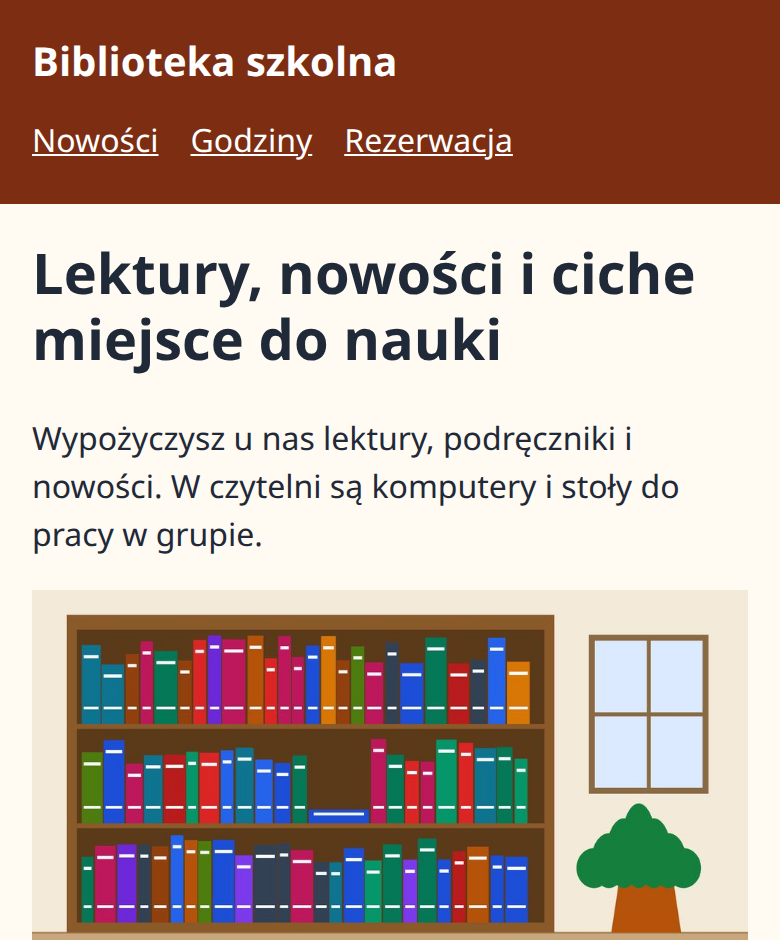 Biblioteka szkolna
Nowości Godziny Rezerwacja
Lektury, nowości i ciche
miejsce do nauki
Wypożyczysz u nas lektury, podręczniki i
nowości. W czytelni są komputery i stoły do
pracy w grupie.